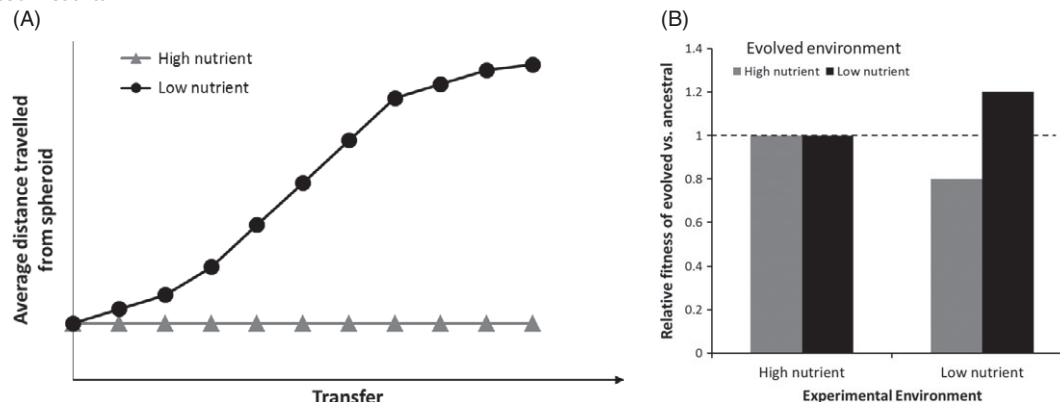 (A)
High nutrient
Low nutrient
Average distance travelled
from spheroid
Transfer
(B)
Evolved environment
High nutrient Low nutrient
Relative fitness of evolved vs. ancestral
1.4
1.2
1
0.8
0.6
0.4
0.2
0
High nutrient Low nutrient
Experimental Environment